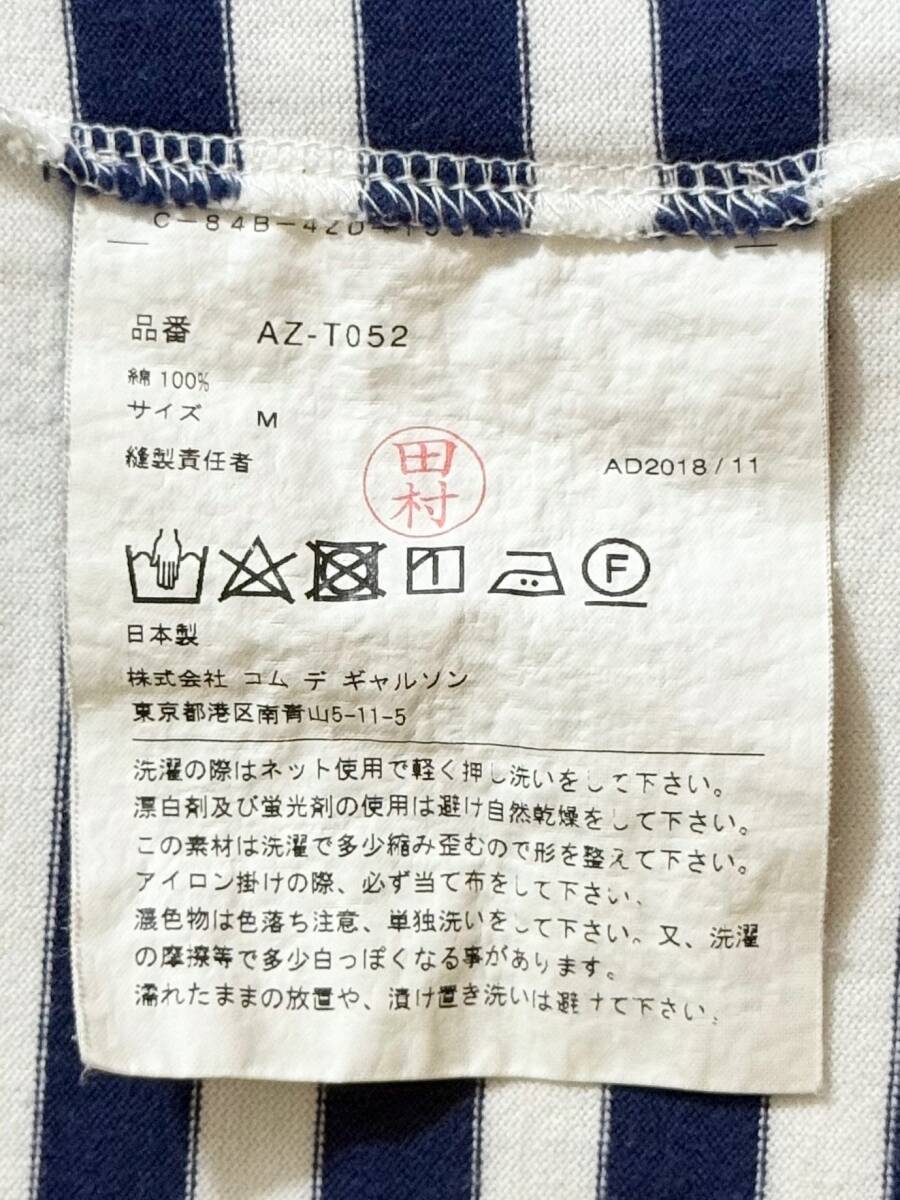 C-84B-4Z0
品番 AZ-T052
綿 100%
サイズ M
縫製責任者 田村 AD2018/11
F
日本製
株式会社 コム デ ギャルソン
東京都港区南青山5-11-5
洗濯の際はネット使用で軽く押し洗いをして下さい。
漂白剤及び蛍光剤の使用は避け自然乾燥をして下さい。
この素材は洗濯で多少縮み歪むので形を整えて下さい。
アイロン掛けの際、必ず当て布をして下さい。
濃色物は色落ち注意、単独洗いをして下さい。又、洗濯
の摩擦等で多少白っぽくなる事があります。
濡れたままの放置や、漬け置き洗いは避けて下さい。